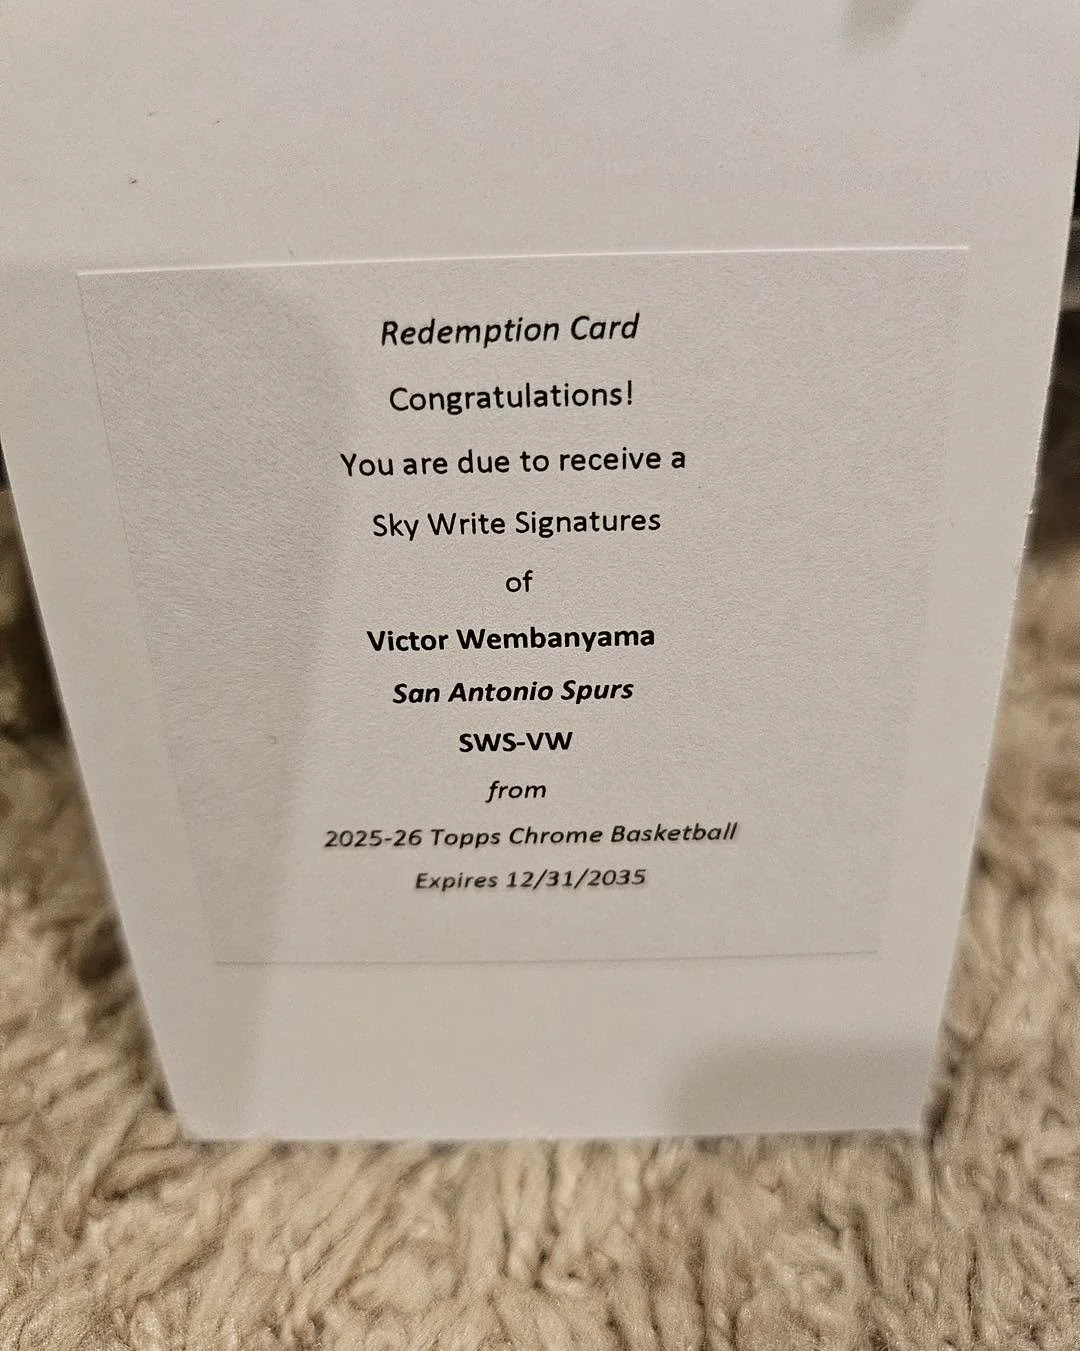 Redemption Card
Congratulations!
You are due to receive a
Sky Write Signatures
of
Victor Wembanyama
San Antonio Spurs
SWS-VW
from
2025-26 Topps Chrome Basketball
Expires 12/31/2035